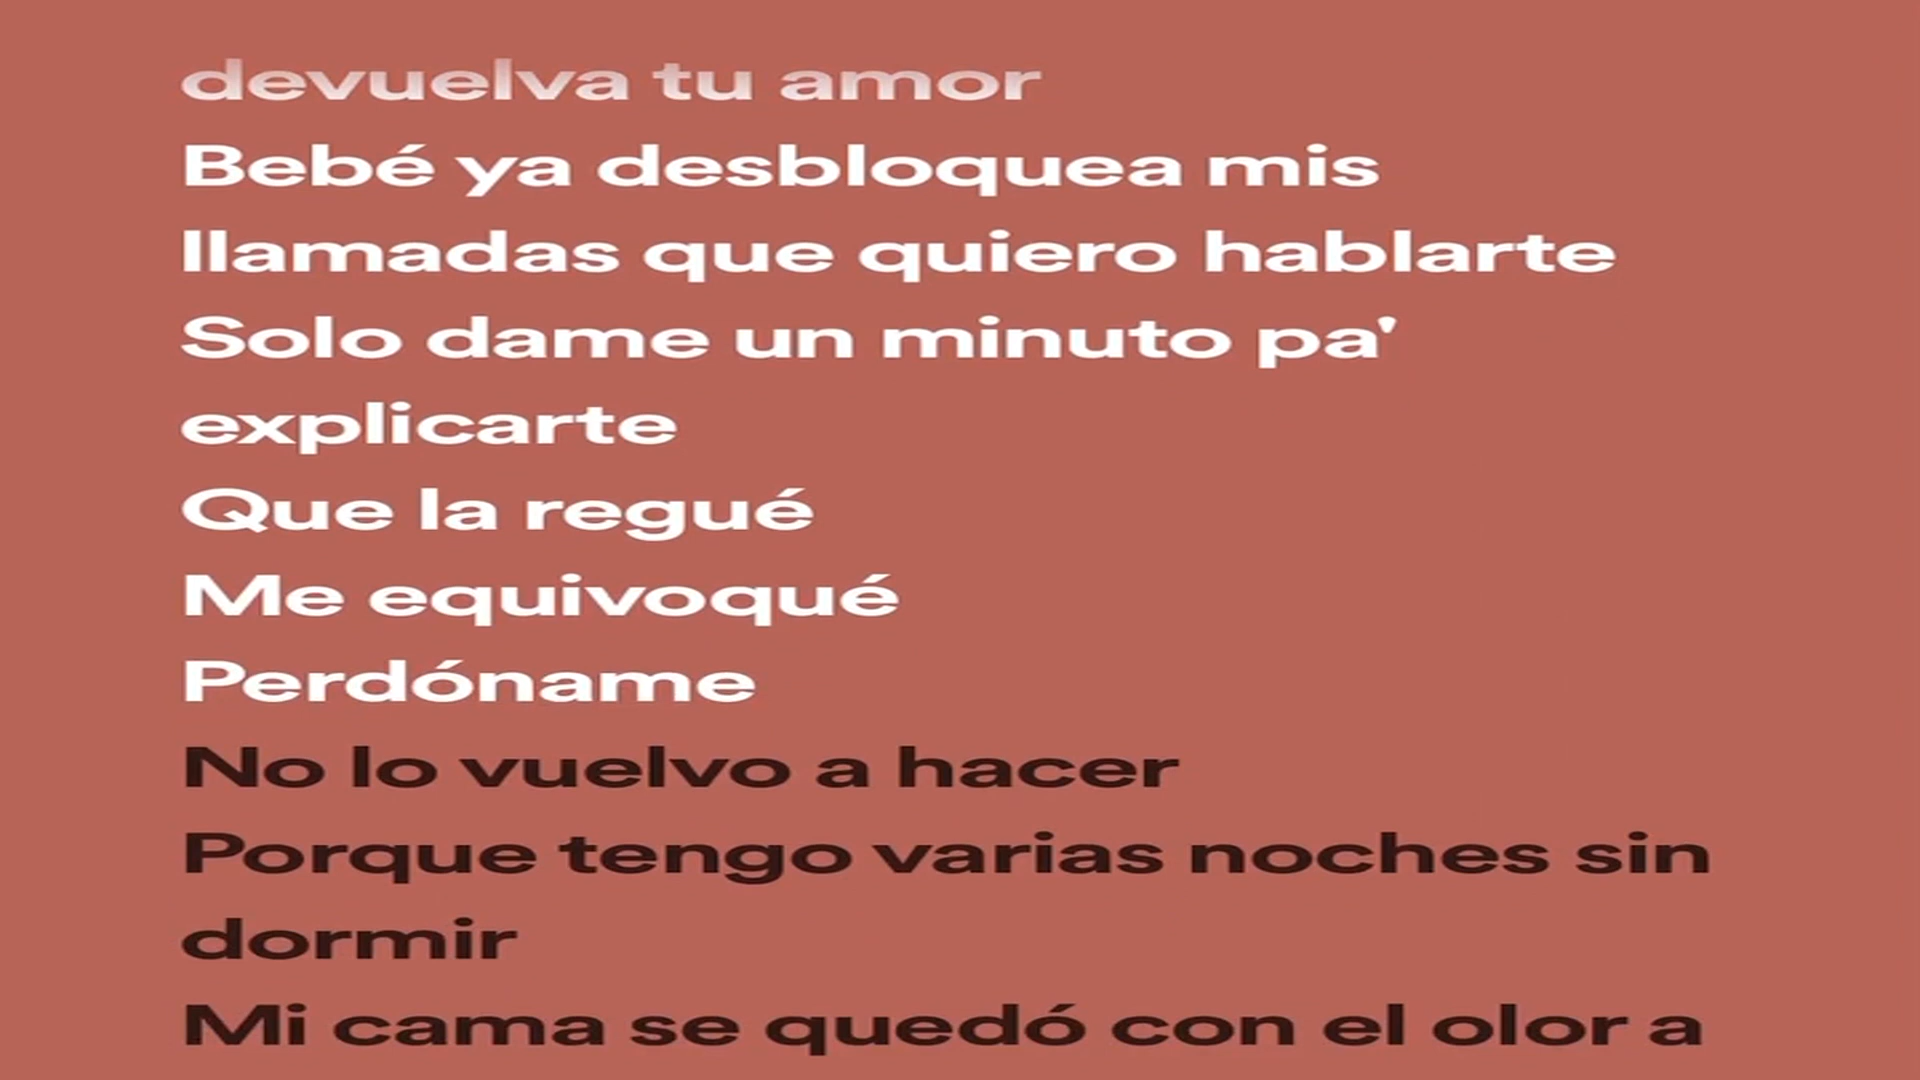 devuelva tu amor
Bebé ya desbloquea mis
llamadas que quiero hablarte
Solo dame un minuto pa'
explicarte
Que la regué
Me equivoqué
Perdóname
No lo vuelvo a hacer
Porque tengo varias noches sin
dormir
Mi cama se quedó con el olor a